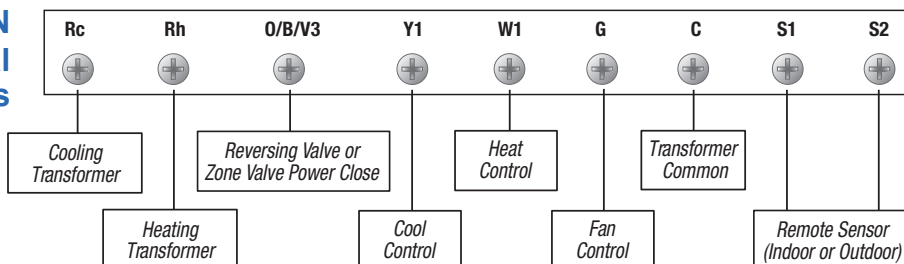 N
l
s
Rc Rh O/B/V3 Y1 W1 G C S1 S2
Cooling
Transformer
Reversing Valve or
Zone Valve Power Close
Heat
Control
Transformer
Common
Heating
Transformer
Cool
Control
Fan
Control
Remote Sensor
(Indoor or Outdoor)